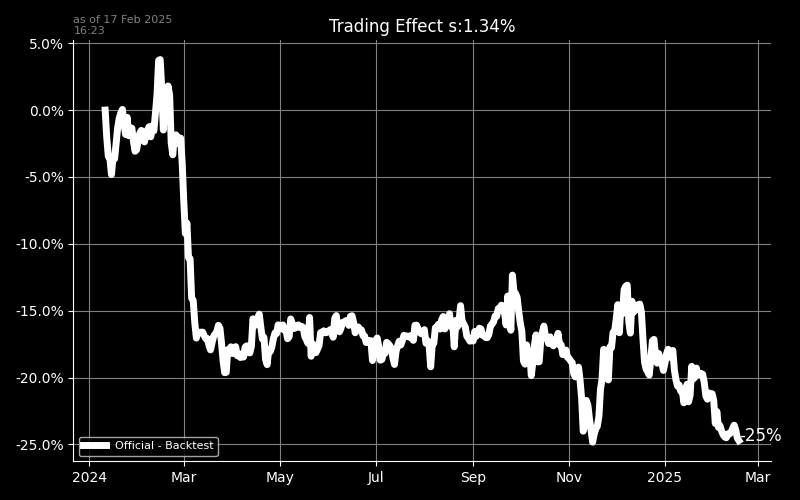 as of 17 Feb 2025
16:23
Trading Effect s:1.34%
5.0%
0.0%
-5.0%
-10.0%
-15.0%
-20.0%
-25.0%
-25%
Official - Backtest
2024 Mar May Jul Sep Nov 2025 Mar